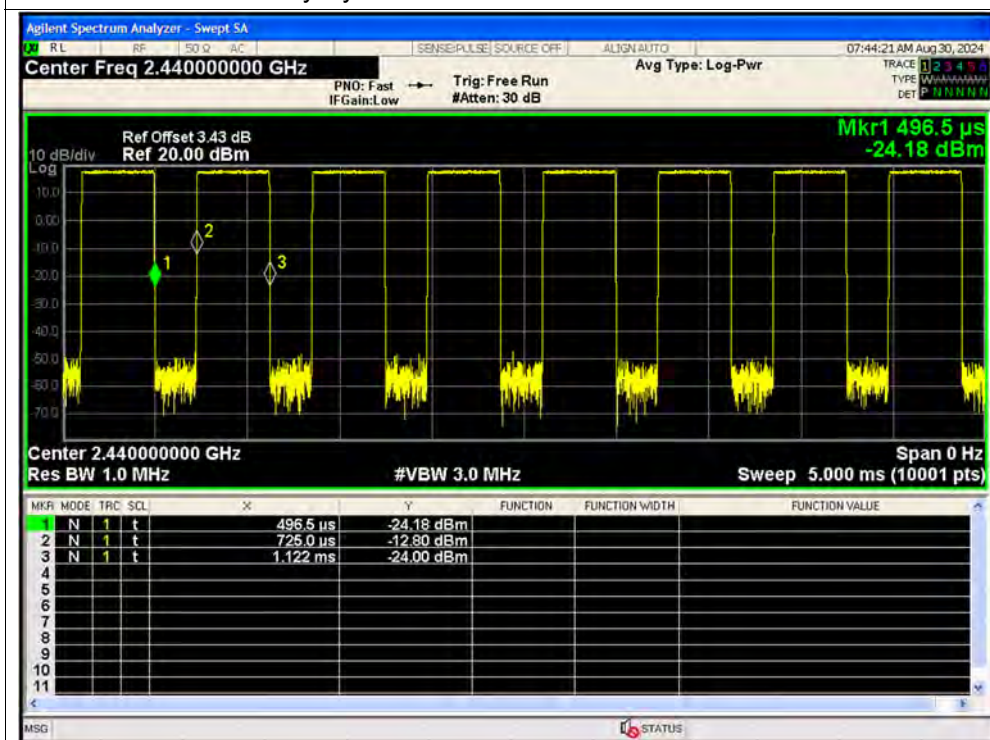 Agilent Spectrum Analyzer - Swept SA
RL RF 50 Ω AC SENSE:PULSE SOURCE OFF ALIGN AUTO 07:44:21 AM Aug 30, 2024
Center Freq 2.440000000 GHz Avg Type: Log-Pwr TRACE 1 2 3 4 5 6
PNO: Fast Trig: Free Run TYPE
IFGain:Low #Atten: 30 dB DET P N N N N N
Mkr1 496.5 µs
Ref Offset 3.43 dB
10 dB/div Ref 20.00 dBm -24.18 dBm
Log
10.0
0.00
-10.0
-20.0
-30.0
-40.0
-50.0
-60.0
-70.0
1
2
3
Center 2.440000000 GHz Span 0 Hz
Res BW 1.0 MHz #VBW 3.0 MHz Sweep 5.000 ms (10001 pts)
MKR MODE TRC SCL X Y FUNCTION FUNCTION WIDTH FUNCTION VALUE
1 N 1 t 496.5 µs -24.18 dBm
2 N 1 t 725.0 µs -12.80 dBm
3 N 1 t 1.122 ms -24.00 dBm
4
5
6
7
8
9
10
11
MSG STATUS